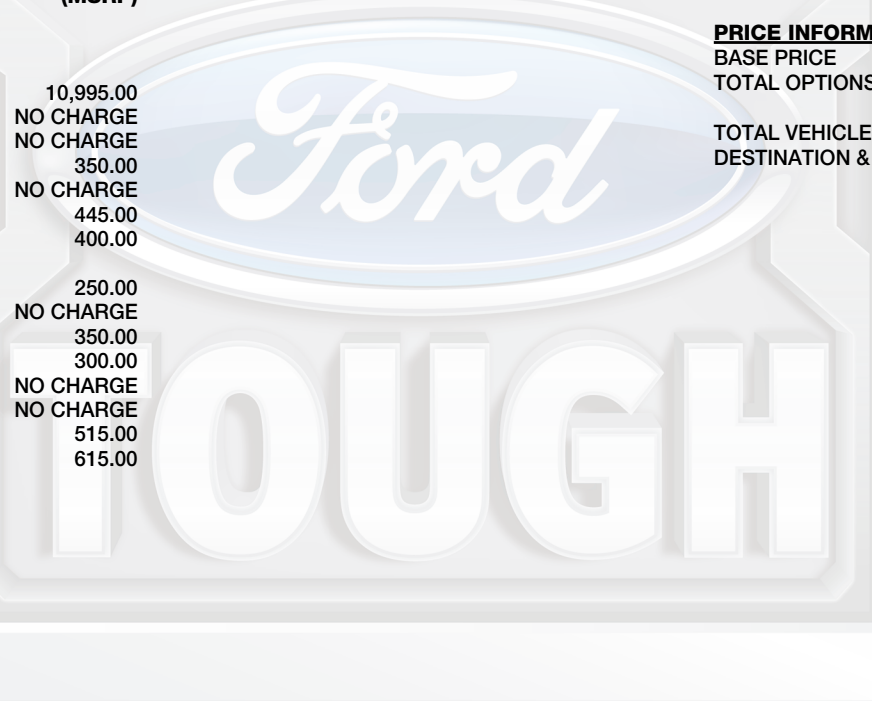 (MSRP)
10,995.00
NO CHARGE
NO CHARGE
350.00
NO CHARGE
445.00
400.00
250.00
NO CHARGE
350.00
300.00
NO CHARGE
NO CHARGE
515.00
615.00
PRICE INFORM
BASE PRICE
TOTAL OPTIONS
TOTAL VEHICLE
DESTINATION &
Ford
TOUGH